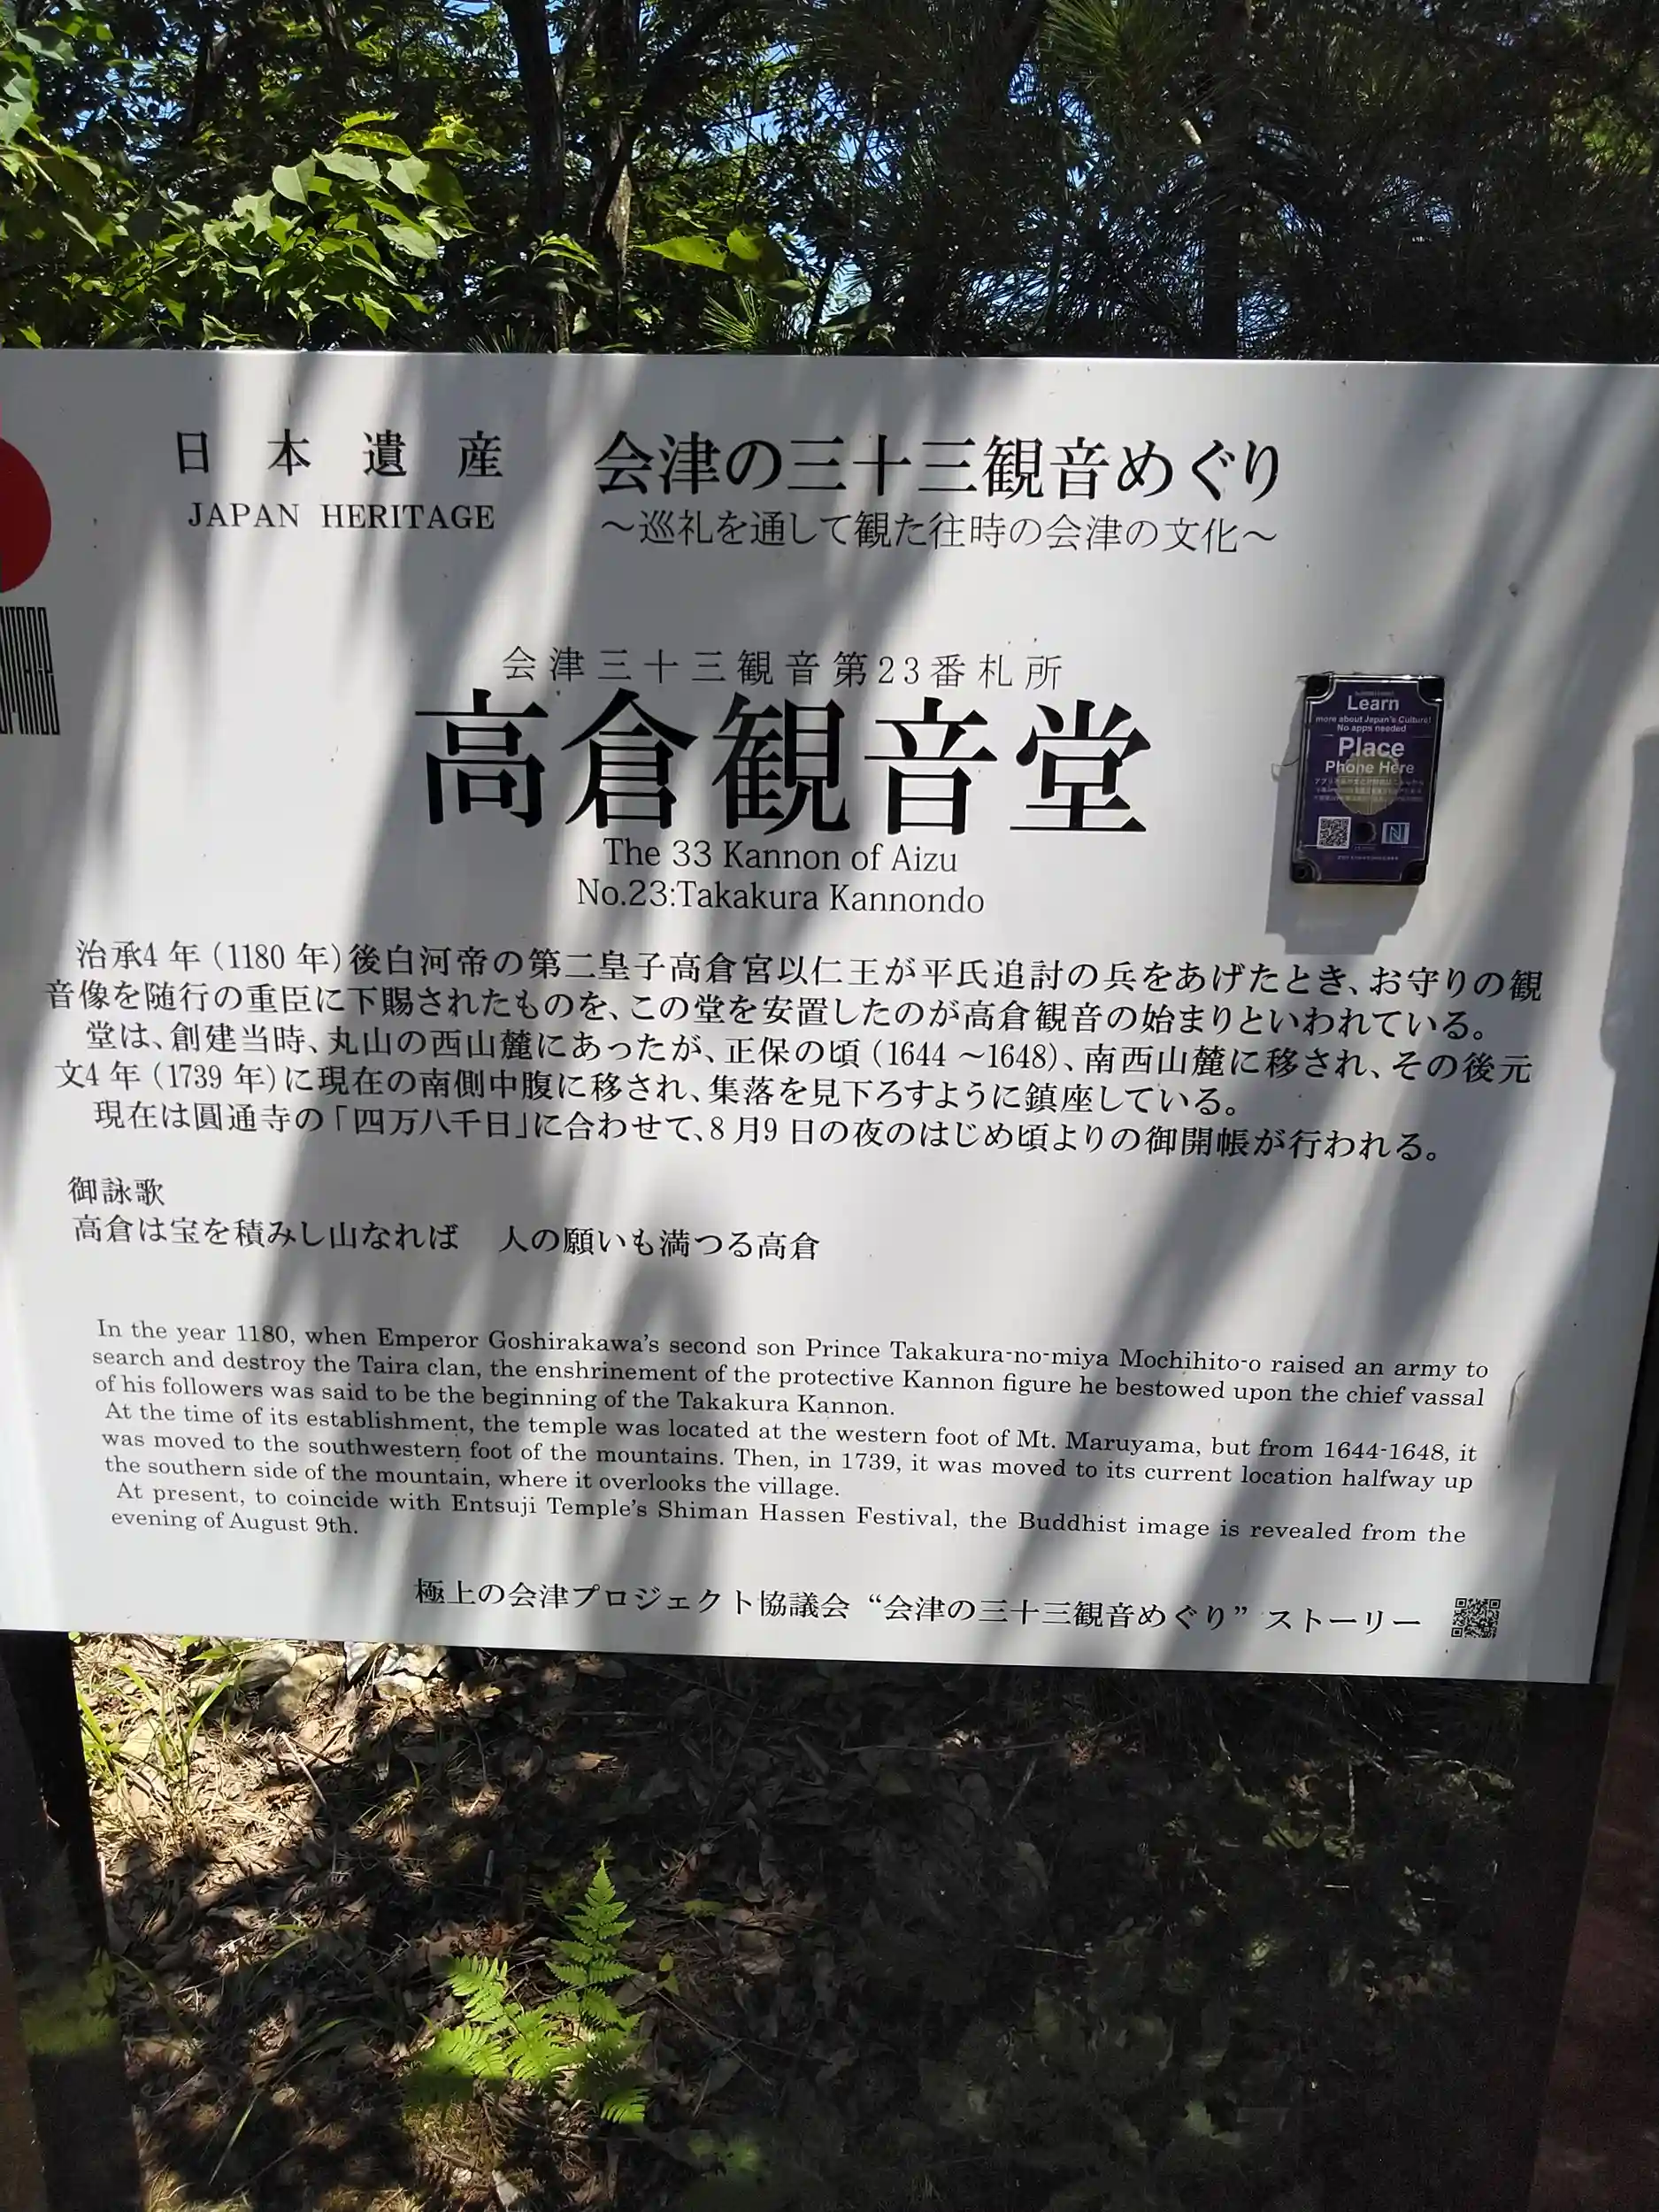 日本遺産
JAPAN HERITAGE
会津の三十三観音めぐり
～巡礼を通して観た往時の会津の文化～
会津三十三観音第23番札所
高倉観音堂
The 33 Kannon of Aizu
No.23:Takakura Kannondo
Learn
more about Japan's Culture!
No apps needed
Place
Phone Here
治承4年(1180年)後白河帝の第二皇子高倉宮以仁王が平氏追討の兵をあげたとき、お守りの観
音像を随行の重臣に下賜されたものを、この堂を安置したのが高倉観音の始まりといわれている。
堂は、創建当時、丸山の西山麓にあったが、正保の頃(1644～1648)、南西山麓に移され、その後元
文4年(1739年)に現在の南側中腹に移され、集落を見下ろすように鎮座している。
現在は圓通寺の「四万八千日」に合わせて、8月9日の夜のはじめ頃よりの御開帳が行われる。
御詠歌
高倉は宝を積みし山なれば 人の願いも満つる高倉
In the year 1180, when Emperor Goshirakawa's second son Prince Takakura-no-miya Mochihito-o raised an army to
search and destroy the Taira clan, the enshrinement of the protective Kannon figure he bestowed upon the chief vassal
of his followers was said to be the beginning of the Takakura Kannon.
At the time of its establishment, the temple was located at the western foot of Mt. Maruyama, but from 1644-1648, it
was moved to the southwestern foot of the mountains. Then, in 1739, it was moved to its current location halfway up
the southern side of the mountain, where it overlooks the village.
At present, to coincide with Entsuji Temple's Shiman Hassen Festival, the Buddhist image is revealed from the
evening of August 9th.
極上の会津プロジェクト協議会“会津の三十三観音めぐり”ストーリー